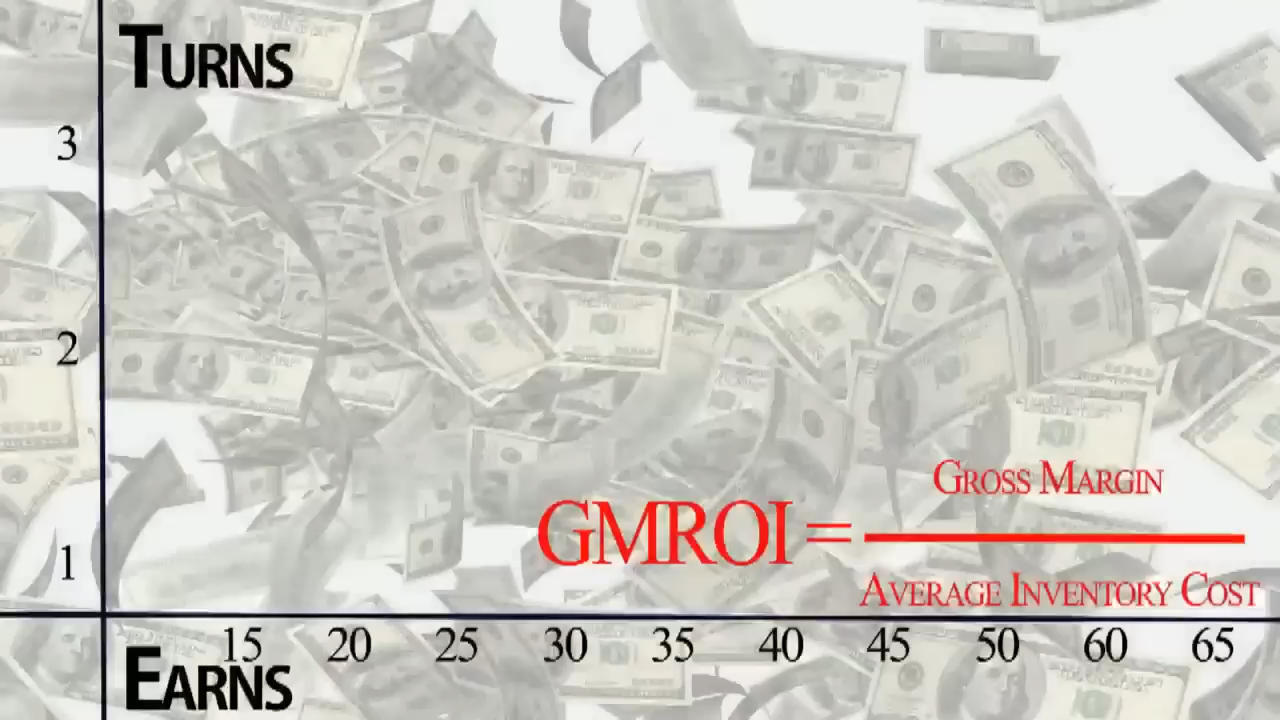 TURNS
3
2
1
GROSS MARGIN
GMROI =
AVERAGE INVENTORY COST
15 20 25 30 35 40 45 50 60 65
EARNS